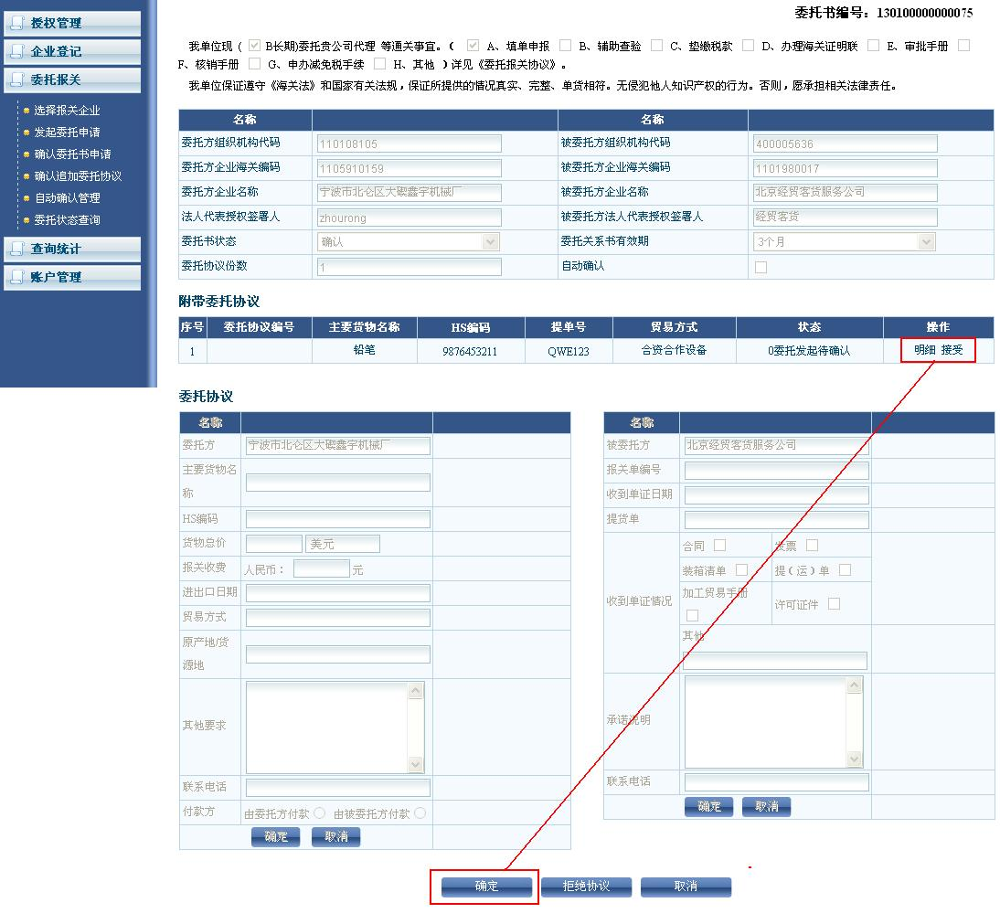 委托书编号：130100000000075
授权管理
企业登记
委托报关
选择报关企业
发起委托申请
确认委托书申请
确认追加委托协议
自动确认管理
委托状态查询
查询统计
账户管理
我单位现 ( B长期)委托贵公司代理 等通关事宜。( A、填单申报 B、辅助查验 C、垫缴税款 D、办理海关证明联 E、审批手册
F、核销手册 G、申办减免税手续 H、其他 )详见《委托报关协议》。
我单位保证遵守《海关法》和国家有关法规，保证所提供的情况真实、完整、单货相符。无侵犯他人知识产权的行为。否则，愿承担相关法律责任。
名称 名称
委托方组织机构代码 110108105 被委托方组织机构代码 400005636
委托方企业海关编码 1105910159 被委托方企业海关编码 1101980017
委托方企业名称 宁波市北仑区大碶鑫宇机械厂 被委托方企业名称 北京经贸客货服务公司
法人代表授权签署人 zhourong 被委托方法人代表授权签署人 经贸客货
委托书状态 确认 委托关系书有效期 3个月
委托协议份数 1 自动确认
附带委托协议
序号 委托协议编号 主要货物名称 HS编码 提单号 贸易方式 状态 操作
1 铅笔 9876453211 QWE123 合资合作设备 0委托发起待确认 明细 接受
委托协议
名称
委托方 宁波市北仑区大碶鑫宇机械厂
主要货物名
称
HS编码
货物总价 美元
报关收费 人民币： 元
进出口日期
贸易方式
原产地/货
源地
其他要求
联系电话
付款方 由委托方付款 由被委托方付款
确定 取消
名称
被委托方 北京经贸客货服务公司
报关单编号
收到单证日期
提货单
收到单证情况
合同 发票
装箱清单 提（运）单
加工贸易手册
许可证件
其他
承诺说明
联系电话
确定 取消
确定 拒绝协议 取消